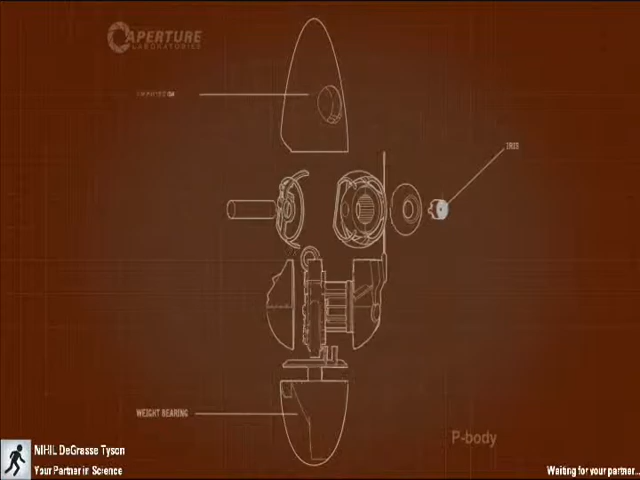 APERTURE
LABORATORIES
IRIS
WEIGHT BEARING
P-body
NIHIL DeGrasse Tyson
Your Partner in Science
Waiting for your partner...